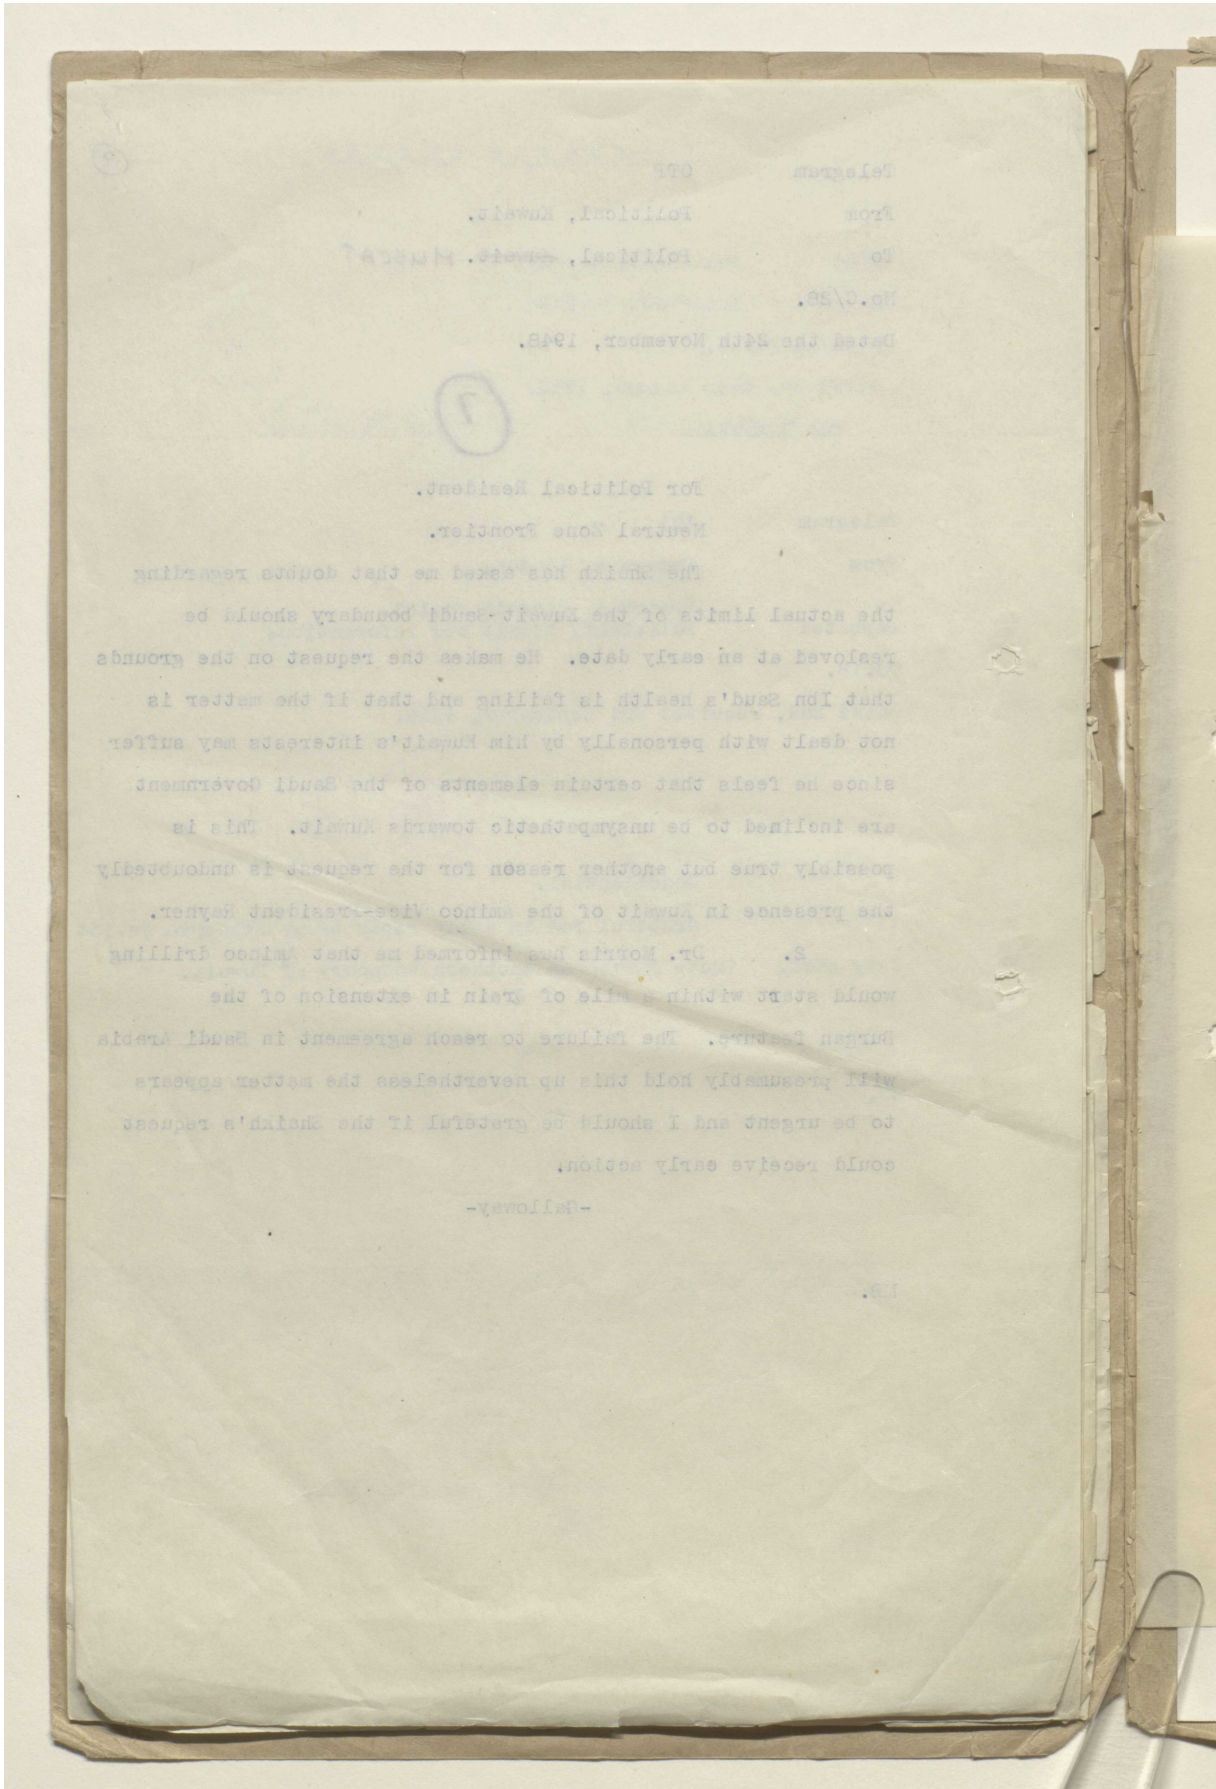 Telegram OTP
From Political, Kuwait.
To Political, Kuwait. Muscat
No.C/28.
Dated the 24th November, 1948.
7
For Political Resident.
Neutral Zone Frontier.
The Shaikh has asked me that doubts regarding
the actual limits of the Kuwait-Saudi boundary should be
resloved at an early date. He makes the request on the grounds
that Ibn Saud's health is failing and that if the matter is
not dealt with personally by him Kuwait's interests may suffer
since he feels that certain elements of the Saudi Government
are inclined to be unsympathetic towards Kuwait. This is
possibly true but another reason for the request is undoubtedly
the presence in Kuwait of the Aminco Vice-President Rayner.
2. Dr. Morris has informed me that Aminco drilling
would start within a mile of in extension of the
Burgan feature. The failure to reach agreement in Saudi Arabia
will presumably hold this up nevertheless the matter appears
to be urgent and I should be grateful if the Shaikh's request
could receive early action.
-Galloway-